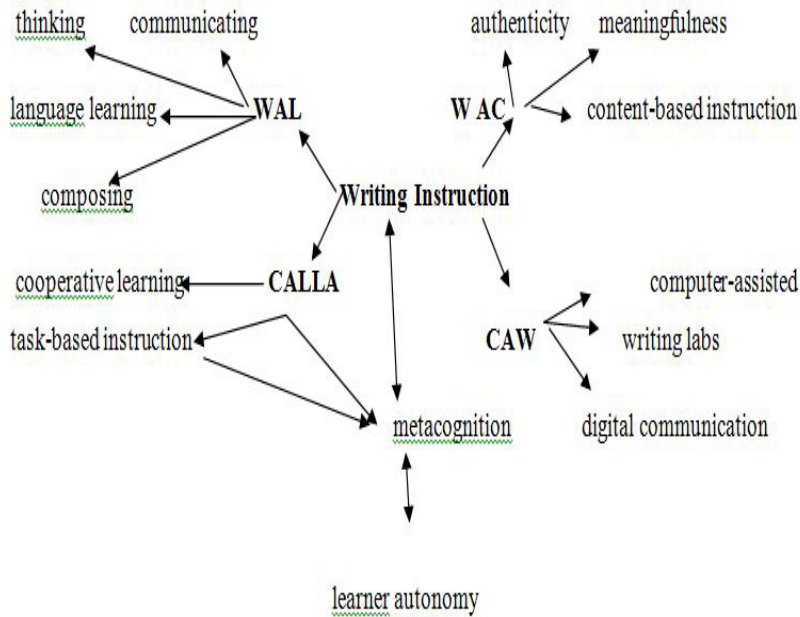 thinking communicating authenticity meaningfulness
language learning WAL W AC content-based instruction
composing Writing Instruction
cooperative learning CALLA computer-assisted
task-based instruction CAW writing labs
metacognition digital communication
learner autonomy